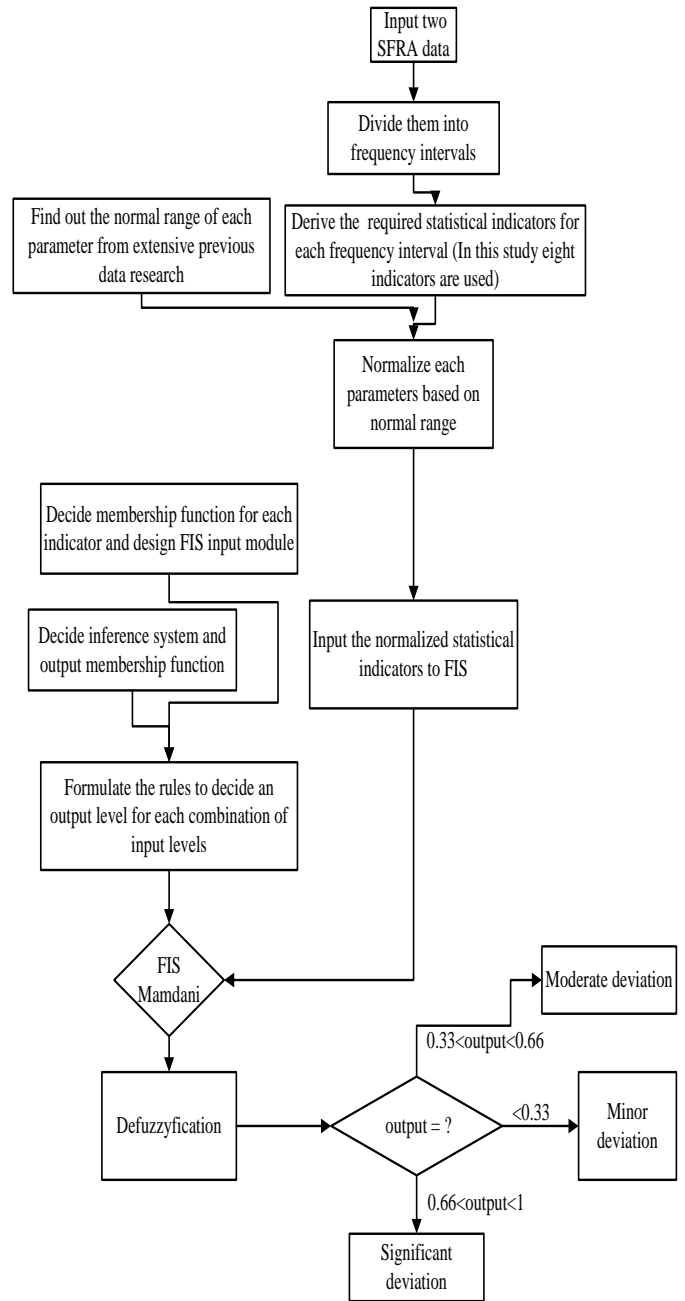 Input two
SFRA data
Divide them into
frequency intervals
Find out the normal range of each
parameter from extensive previous
data research
Derive the required statistical indicators for
each frequency interval (In this study eight
indicators are used)
Normalize each
parameters based on
normal range
Decide membership function for each
indicator and design FIS input module
Decide inference system and
output membership function
Input the normalized statistical
indicators to FIS
Formulate the rules to decide an
output level for each combination of
input levels
FIS
Mamdani
Moderate deviation
0.33<output<0.66
Defuzzyfication
output = ?
<0.33
Minor
deviation
0.66<output<1
Significant
deviation